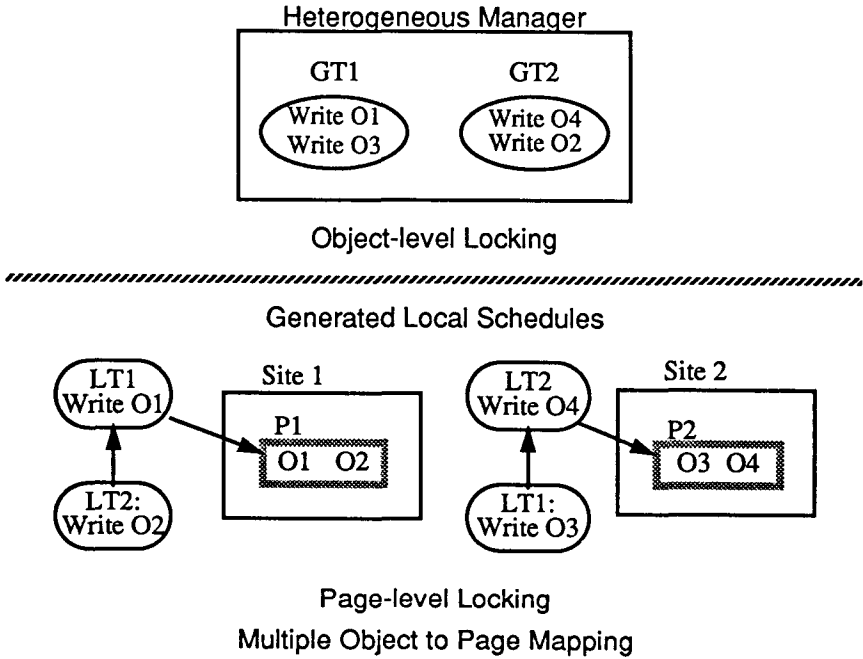 Heterogeneous Manager
GT1 GT2
Write O1 Write O4
Write O3 Write O2
Object-level Locking
Generated Local Schedules
LT1
Write O1
Site 1
P1
O1 O2
LT2:
Write O2
LT2
Write O4
Site 2
P2
O3 O4
LT1:
Write O3
Page-level Locking
Multiple Object to Page Mapping